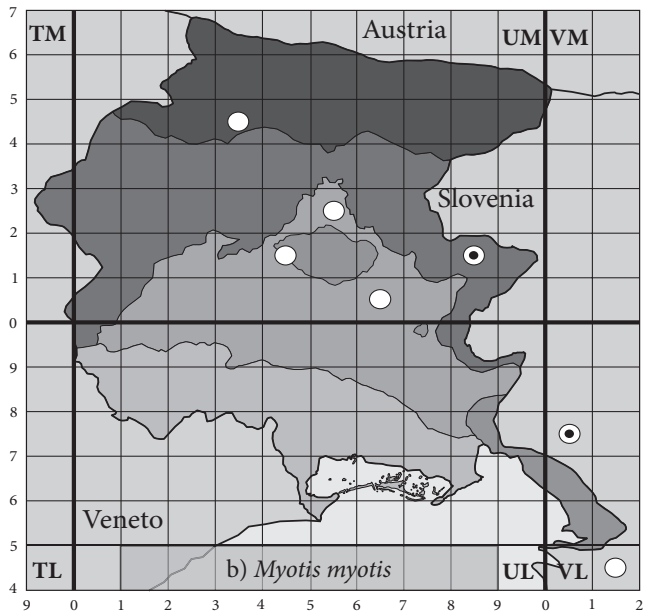 7
TM
Austria
UM VM
6
5
4
3
Slovenia
2
1
0
9
8
7
6
Veneto
5
TL
b) Myotis myotis
UL VL
4
9 0 1 2 3 4 5 6 7 8 9 0 1 2